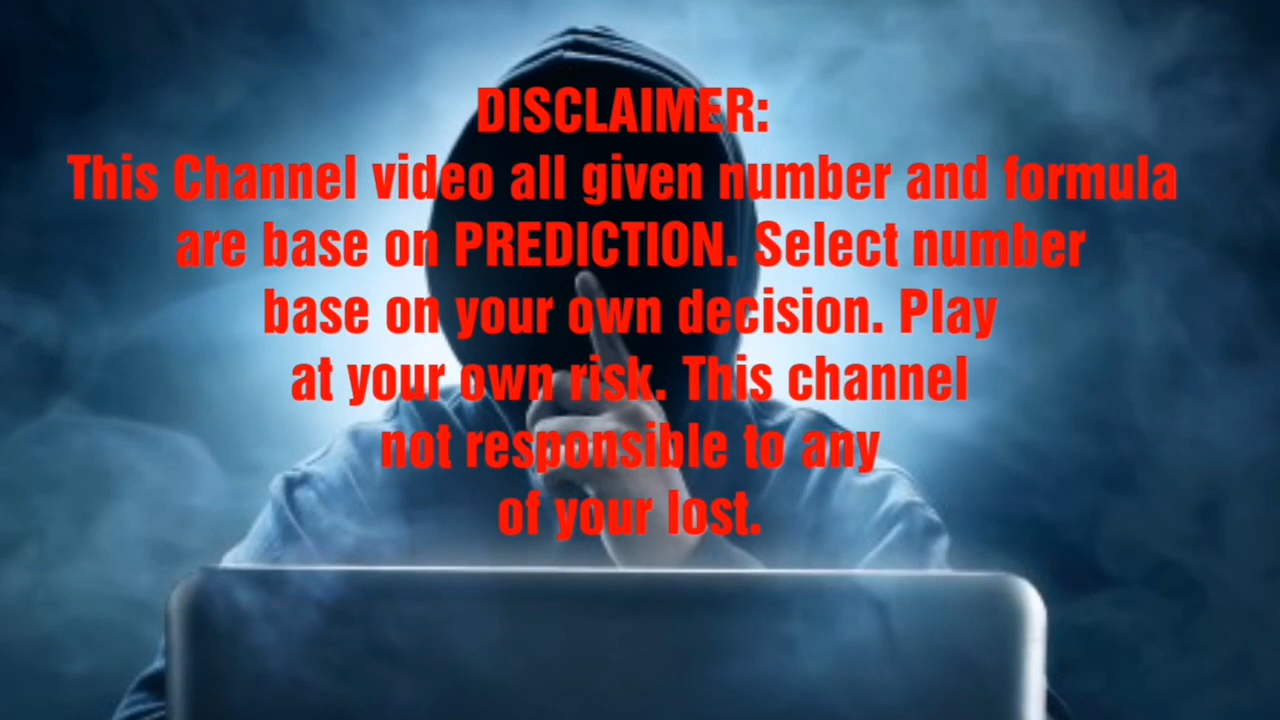 DISCLAIMER:
This Channel video all given number and formula
are base on PREDICTION. Select number
base on your own decision. Play
at your own risk. This channel
not responsible to any
of your lost.